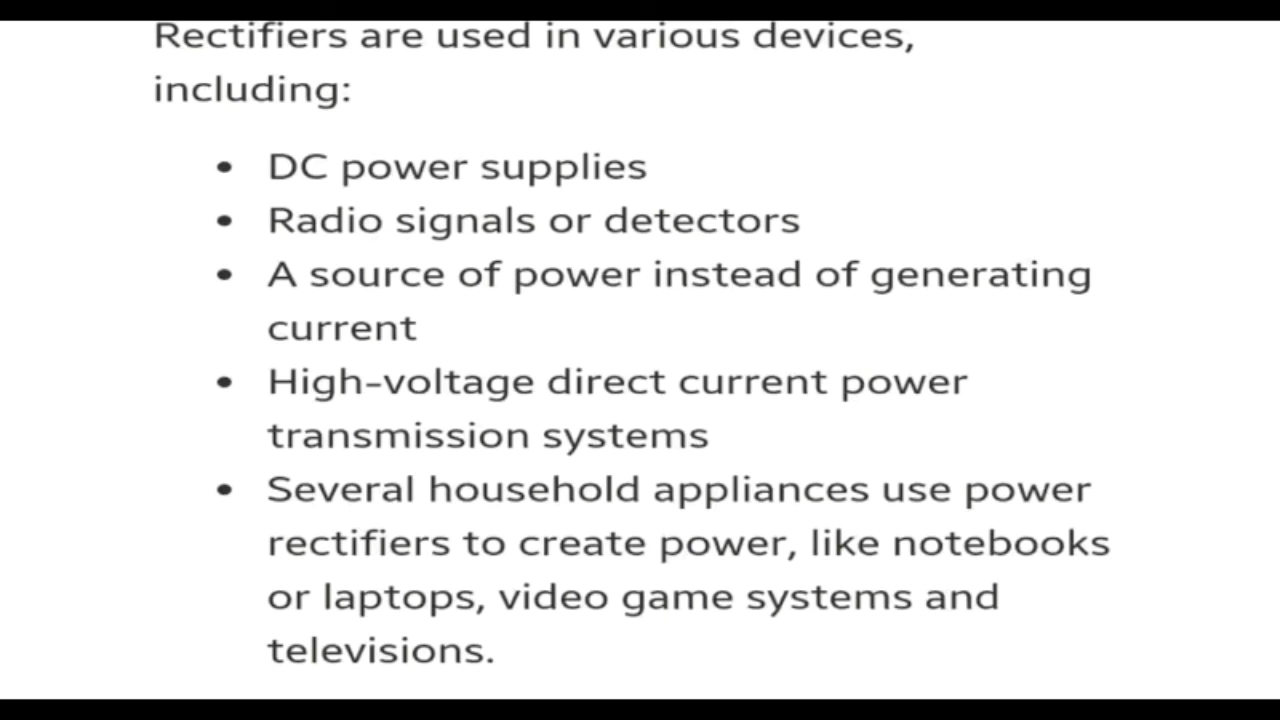 Rectifiers are used in various devices,
including:
• DC power supplies
• Radio signals or detectors
• A source of power instead of generating
current
• High-voltage direct current power
transmission systems
• Several household appliances use power
rectifiers to create power, like notebooks
or laptops, video game systems and
televisions.